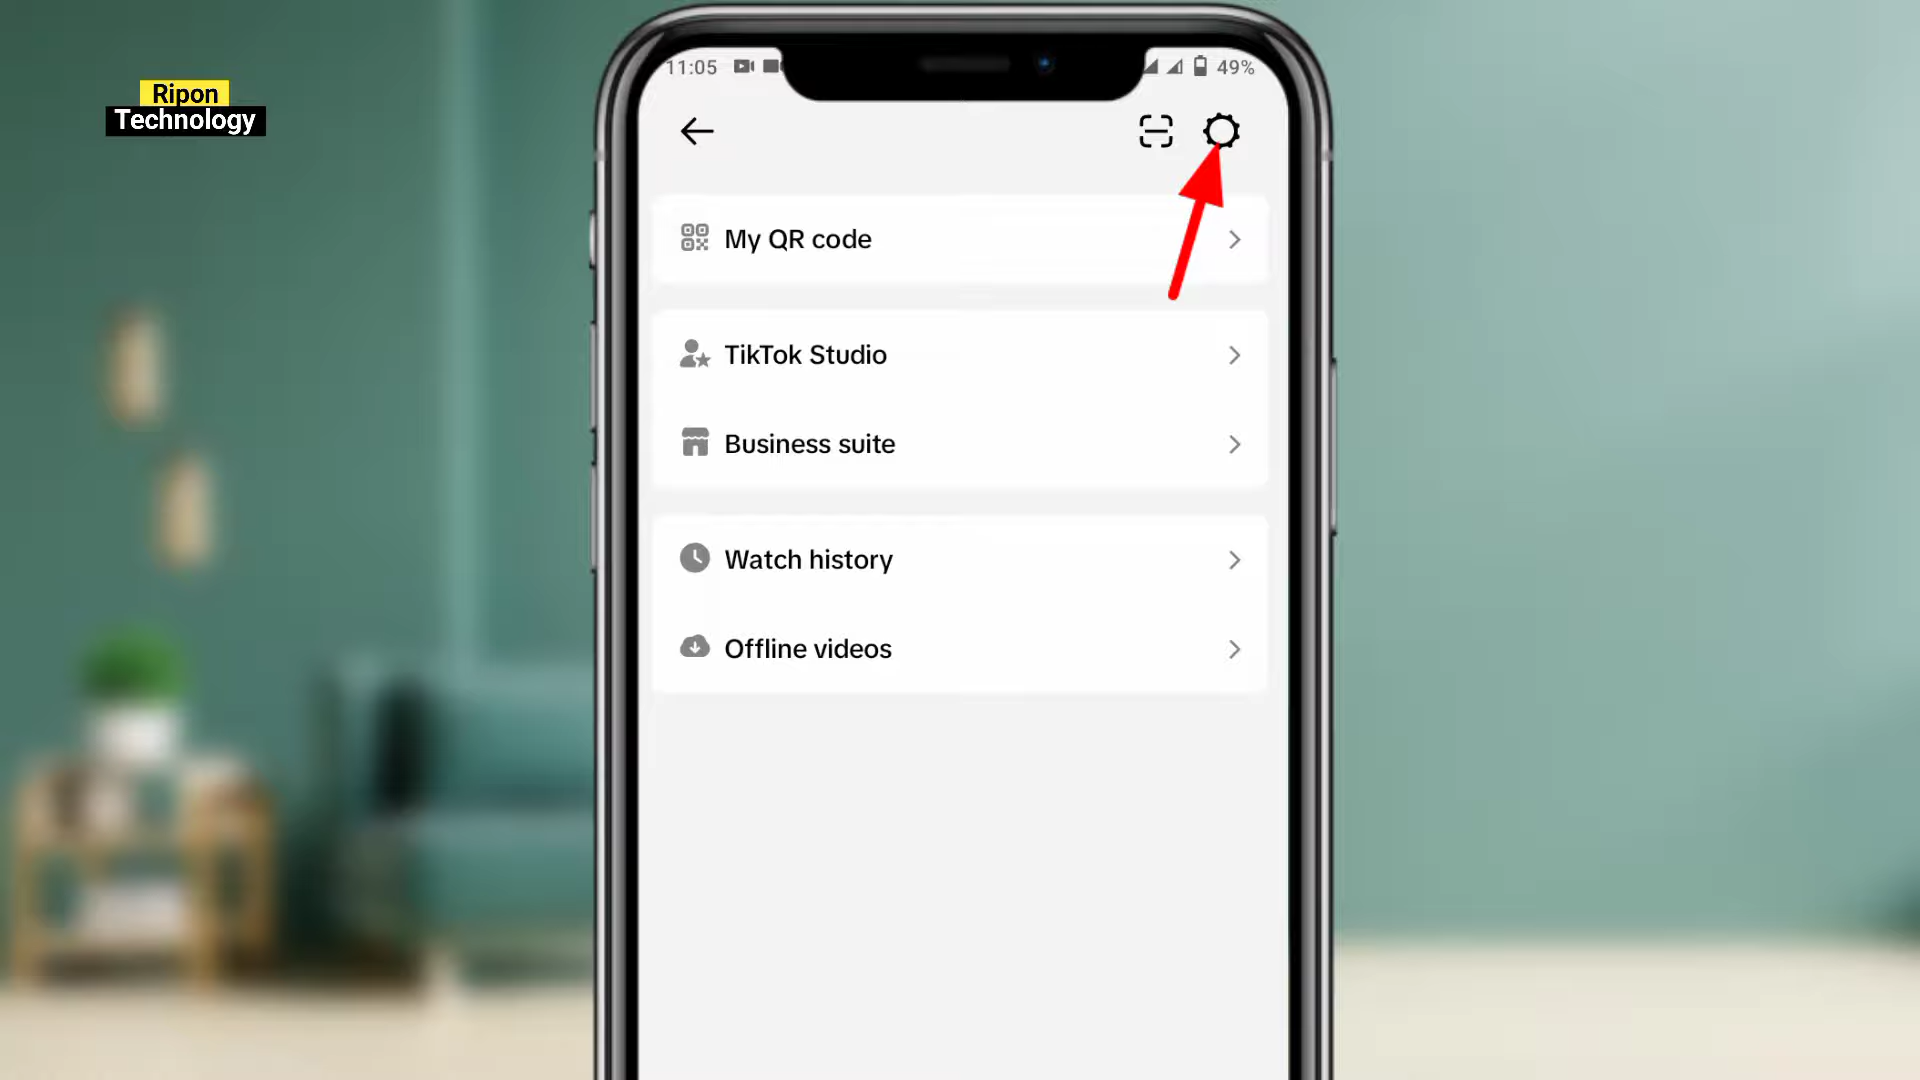 Ripon
Technology
11:05
49%
My QR code
TikTok Studio
Business suite
Watch history
Offline videos